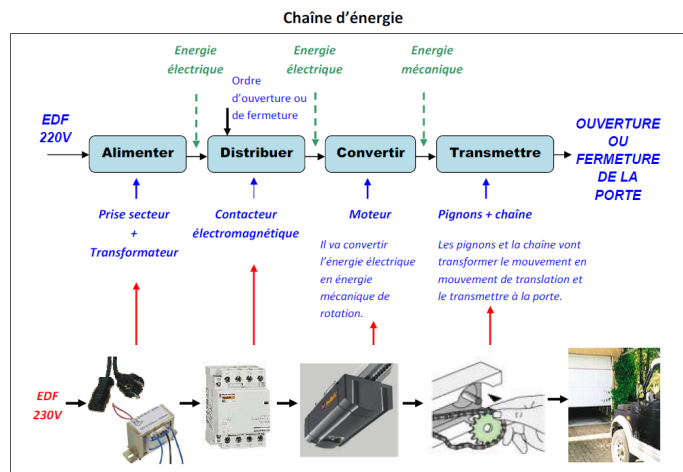 Chaîne d'énergie
Energie
électrique
Energie
électrique
Energie
mécanique
Ordre
d'ouverture ou
de fermeture
EDF
220V
Alimenter
Distribuer
Convertir
Transmettre
OUVERTURE
OU
FERMETURE
DE LA
PORTE
Prise secteur
+
Transformateur
Contacteur
électromagnétique
Moteur
Il va convertir
l'énergie électrique
en énergie
mécanique de
rotation.
Pignons + chaîne
Les pignons et la chaîne vont
transformer le mouvement en
mouvement de translation et
le transmettre à la porte.
EDF
230V